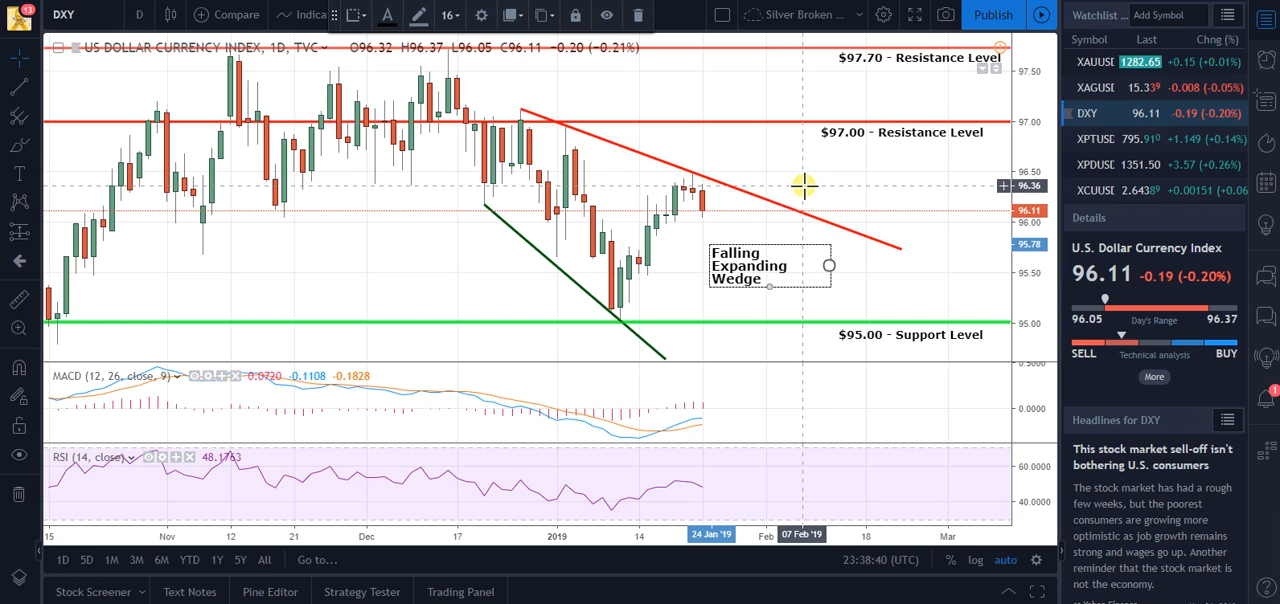 13
DXY
D
Compare
Indica
16
Silver Broken ...
Publish
Watchlist ...
Add Symbol
US DOLLAR CURRENCY INDEX, 1D, TVC
O96.32 H96.37 L96.05 C96.11 -0.20 (-0.21%)
$97.70 - Resistance Level
$97.00 - Resistance Level
Falling
Expanding
Wedge
$95.00 - Support Level
97.50
97.00
96.50
96.36
96.11
96.00
95.78
95.50
95.00
MACD (12, 26, close, 9)
0.0720 -0.1108 -0.1828
0.5000
0.0000
RSI (14, close)
48.1763
60.0000
40.0000
15
Nov
12
21
Dec
17
2019
14
24 Jan '19
Feb
07 Feb '19
18
Mar
1D 5D 1M 3M 6M YTD 1Y 5Y All Go to...
23:38:40 (UTC) % log auto
Stock Screener Text Notes Pine Editor Strategy Tester Trading Panel
Symbol Last Chng (%)
XAUUSD 1282.65 +0.15 (+0.01%)
XAGUSD 15.339 -0.008 (-0.05%)
DXY 96.11 -0.19 (-0.20%)
XPTUSD 795.910 +1.149 (+0.14%)
XPDUSD 1351.50 +3.57 (+0.26%)
XCUUSD 2.64389 +0.00151 (+0.06
Details
U.S. Dollar Currency Index
96.11 -0.19 (-0.20%)
96.05 Day's Range 96.37
SELL Technical analysis BUY
More
Headlines for DXY
This stock market sell-off isn't
bothering U.S. consumers
The stock market has had a rough
few weeks, but the poorest
consumers are growing more
optimistic as job growth remains
strong and wages go up. Another
reminder that the stock market is
not the economy.
1